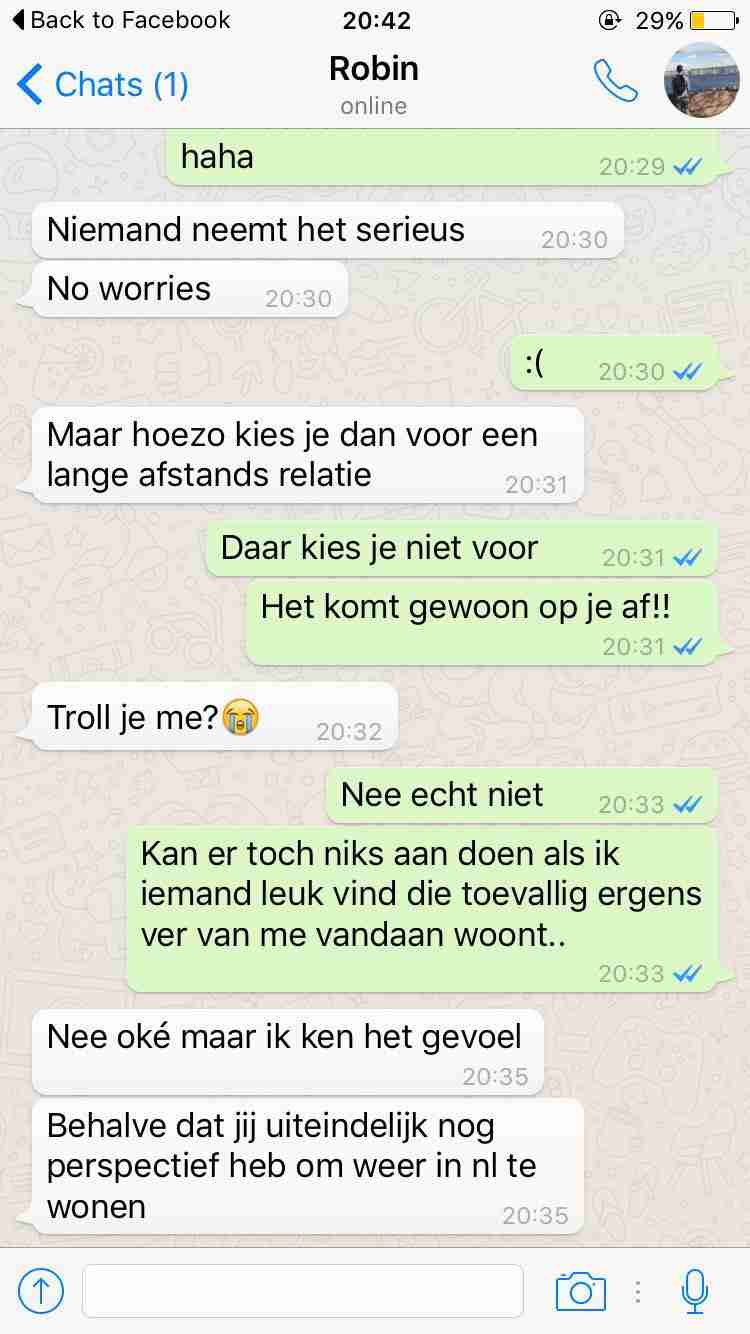 Back to Facebook 20:42 29%
Chats (1) Robin
online
haha 20:29
Niemand neemt het serieus 20:30
No worries 20:30
:( 20:30
Maar hoezo kies je dan voor een
lange afstands relatie 20:31
Daar kies je niet voor 20:31
Het komt gewoon op je af!!
20:31
Troll je me?😭 20:32
Nee echt niet 20:33
Kan er toch niks aan doen als ik
iemand leuk vind die toevallig ergens
ver van me vandaan woont..
20:33
Nee oké maar ik ken het gevoel
20:35
Behalve dat jij uiteindelijk nog
perspectief heb om weer in nl te
wonen 20:35